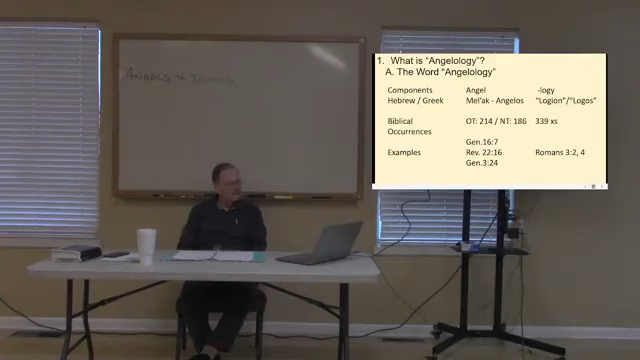 ANGELS & DEMONS
1. What is "Angelology"?
A. The Word "Angelology"
Components Angel -logy
Hebrew / Greek Mel'ak - Angelos "Logion"/"Logos"
Biblical OT: 214 / NT: 186 339 xs
Occurrences
Gen.16:7
Examples Rev. 22:16 Romans 3:2, 4
Gen.3:24